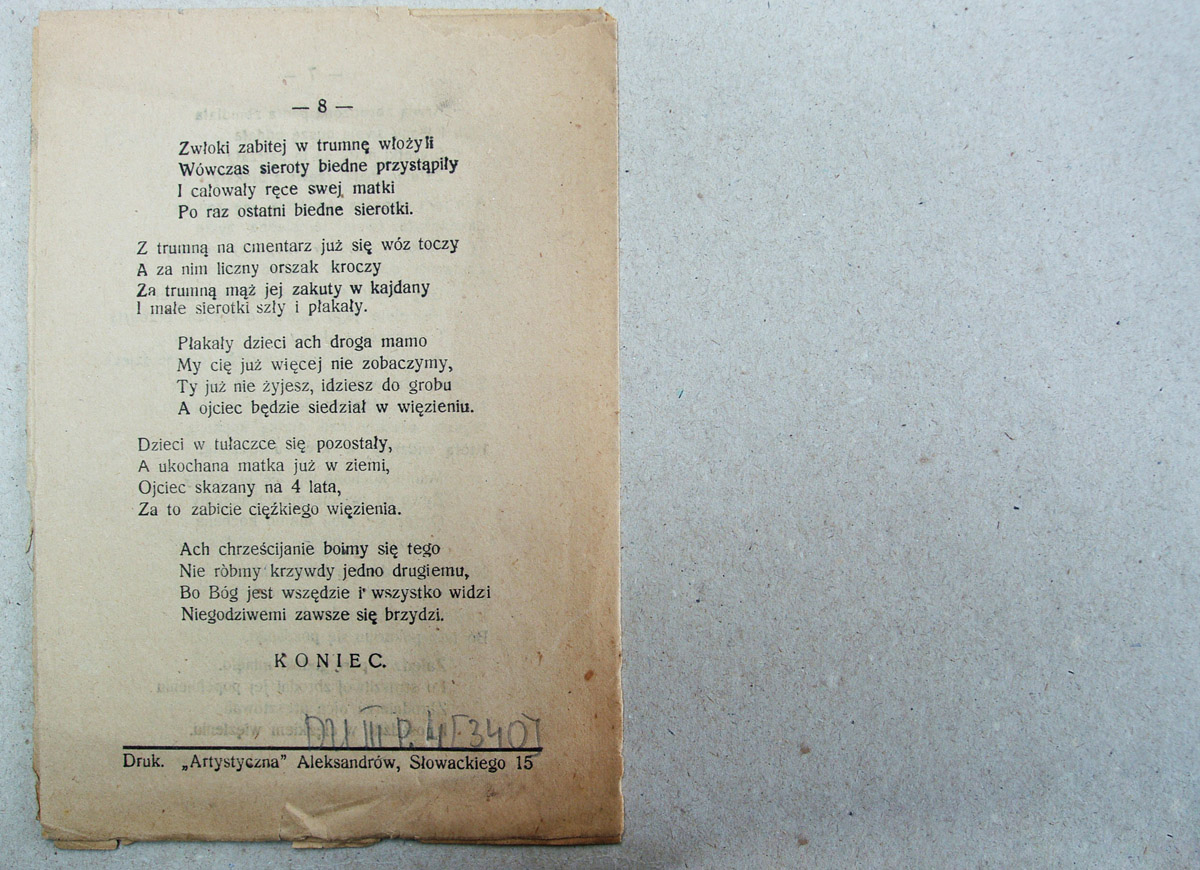 — 8 —
Zwłoki zabitej w trumnę włożyli
Wówczas sieroty biedne przystąpiły
I całowały ręce swej matki
Po raz ostatni biedne sierotki.
Z trumną na cmentarz już się wóz toczy
A za nim liczny orszak kroczy
Za trumną mąż jej zakuty w kajdany
I małe sierotki szły i płakały.
Płakały dzieci ach droga mamo
My cię już więcej nie zobaczymy,
Ty już nie żyjesz, idziesz do grobu
A ojciec będzie siedział w więzieniu.
Dzieci w tułaczce się pozostały,
A ukochana matka już w ziemi,
Ojciec skazany na 4 lata,
Za to zabicie ciężkiego więzienia.
Ach chrześcijanie boimy się tego
Nie ròbmy krzywdy jedno drugiemu,
Bo Bóg jest wszędzie i wszystko widzi
Niegodziwemi zawsze się brzydzi.
KONIEC.
III P. 4[340]
Druk. „Artystyczna" Aleksandrów, Słowackiego 15